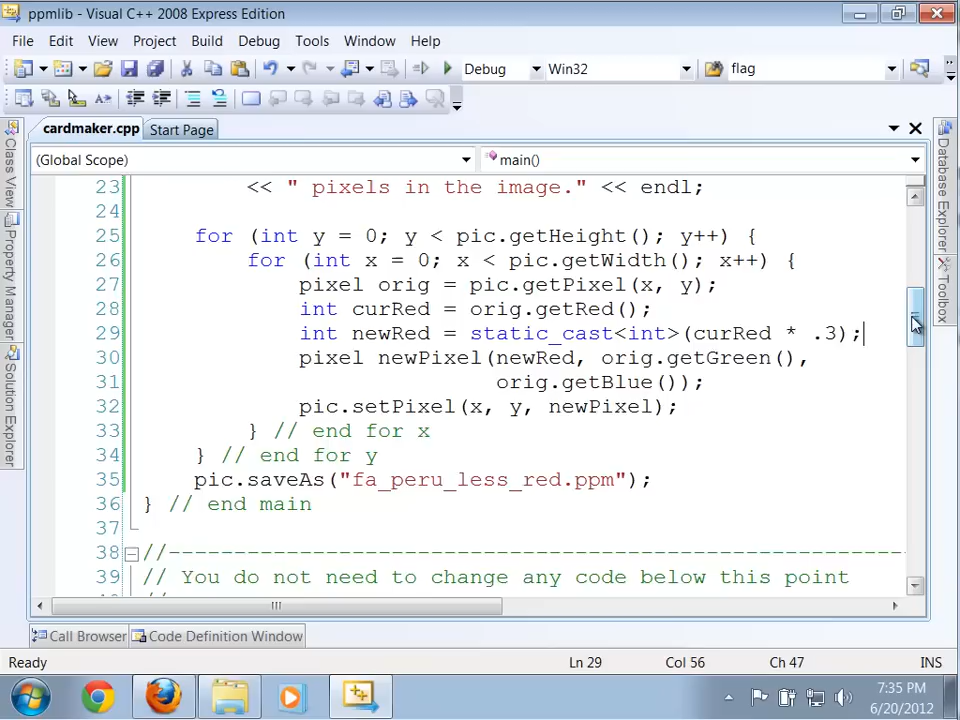 ppmlib - Visual C++ 2008 Express Edition
File Edit View Project Build Debug Tools Window Help
Debug Win32 flag
cardmaker.cpp Start Page
(Global Scope) main()
23 << " pixels in the image." << endl;
24
25 for (int y = 0; y < pic.getHeight(); y++) {
26 for (int x = 0; x < pic.getWidth(); x++) {
27 pixel orig = pic.getPixel(x, y);
28 int curRed = orig.getRed();
29 int newRed = static_cast<int>(curRed * .3);
30 pixel newPixel(newRed, orig.getGreen(),
31 orig.getBlue());
32 pic.setPixel(x, y, newPixel);
33 } // end for x
34 } // end for y
35 pic.saveAs("fa_peru_less_red.ppm");
36 } // end main
37
38 //--------------------------------------------------------
39 // You do not need to change any code below this point
Class View
Property Manager
Solution Explorer
Database Explorer
Toolbox
Call Browser Code Definition Window
Ready Ln 29 Col 56 Ch 47 INS
7:35 PM
6/20/2012